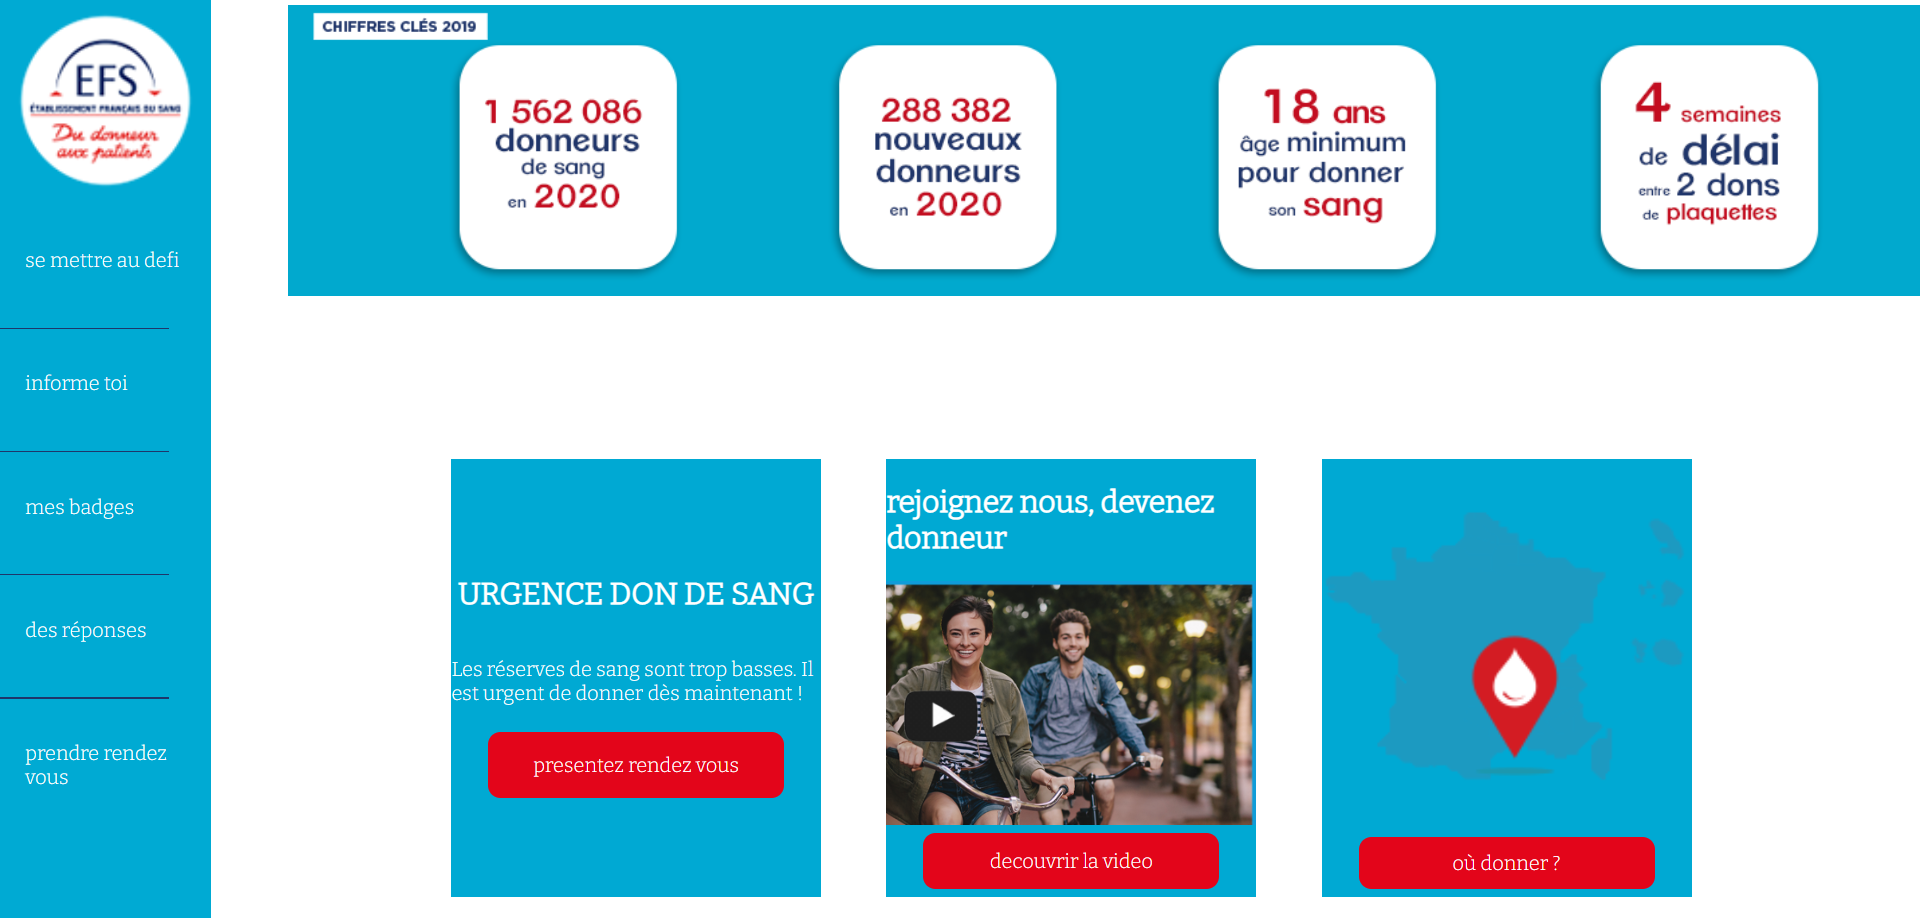 EFS
ÉTABLISSEMENT FRANÇAIS DU SANG
Du donneur
aux patients
se mettre au defi
informe toi
mes badges
des réponses
prendre rendez
vous
CHIFFRES CLÉS 2019
1 562 086
donneurs
de sang
en 2020
288 382
nouveaux
donneurs
en 2020
18 ans
âge minimum
pour donner
son sang
4 semaines
de délai
entre 2 dons
de plaquettes
URGENCE DON DE SANG
Les réserves de sang sont trop basses. Il
est urgent de donner dès maintenant !
presentez rendez vous
rejoignez nous, devenez
donneur
decouvrir la video
où donner ?